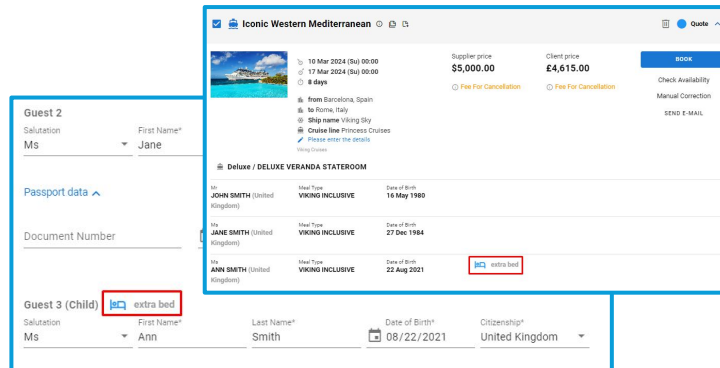 Iconic Western Mediterranean
Quote
10 Mar 2024 (Su) 00:00
17 Mar 2024 (Su) 00:00
8 days
from Barcelona, Spain
to Rome, Italy
Ship name Viking Sky
Cruise line Princess Cruises
Please enter the details
Viking Cruises
Supplier price
$5,000.00
Fee For Cancellation
Client price
£4,615.00
Fee For Cancellation
BOOK
Check Availability
Manual Correction
SEND E-MAIL
Deluxe / DELUXE VERANDA STATEROOM
Mr
JOHN SMITH (United
Kingdom)
Meal Type
VIKING INCLUSIVE
Date of Birth
16 May 1980
Ms
JANE SMITH (United
Kingdom)
Meal Type
VIKING INCLUSIVE
Date of Birth
27 Dec 1984
Ms
ANN SMITH (United
Kingdom)
Meal Type
VIKING INCLUSIVE
Date of Birth
22 Aug 2021
extra bed
Guest 2
Salutation
Ms
First Name*
Jane
Passport data
Document Number
Guest 3 (Child) extra bed
Salutation
Ms
First Name*
Ann
Last Name*
Smith
Date of Birth*
08/22/2021
Citizenship*
United Kingdom